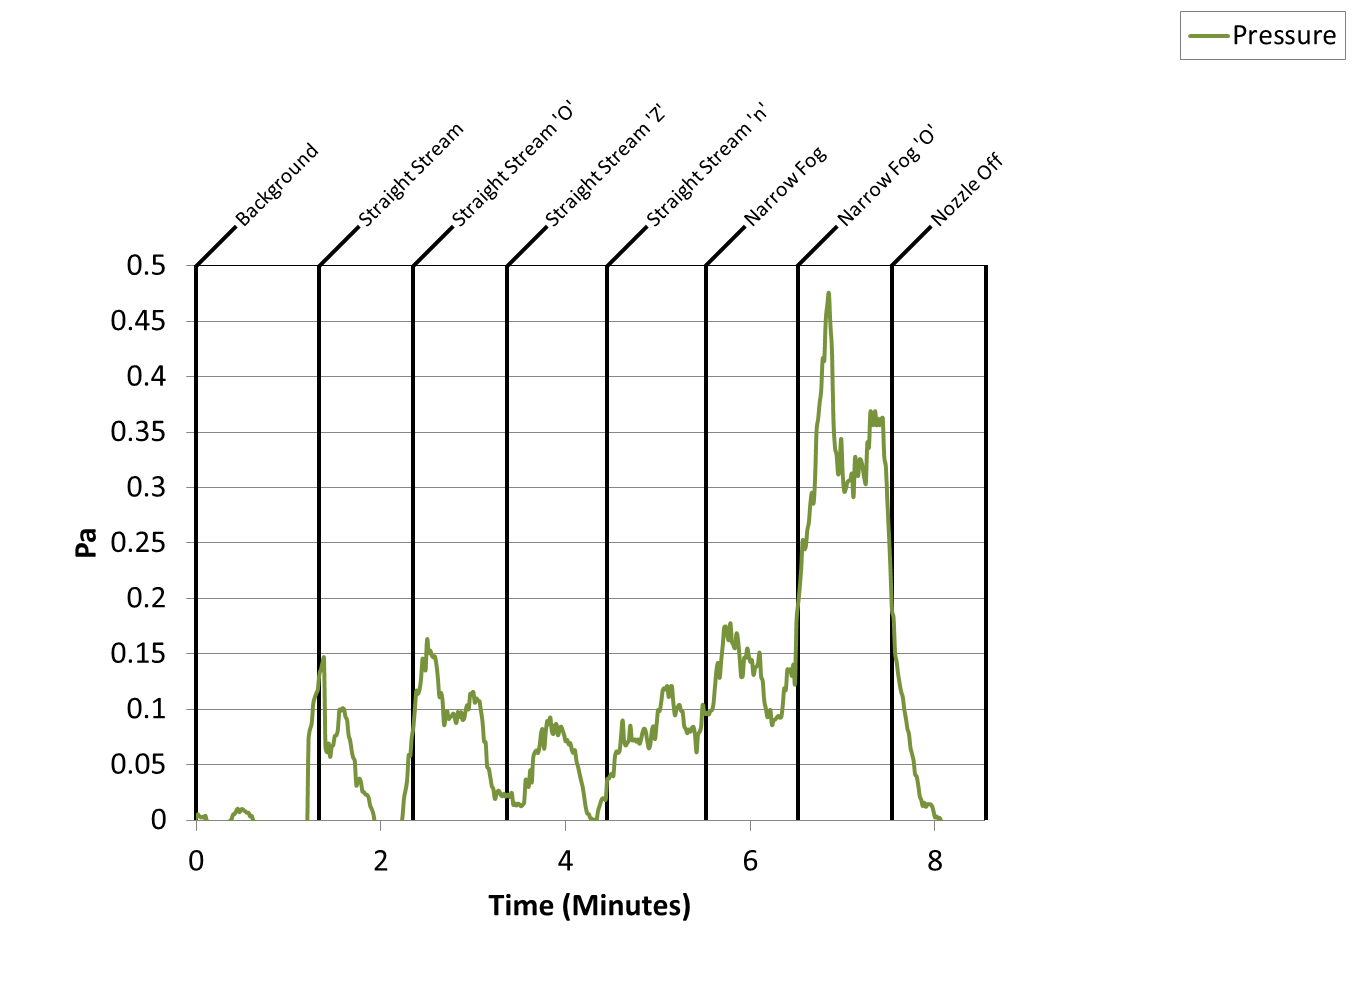 Pressure
Background
Straight Stream
Straight Stream 'O'
Straight Stream 'Z'
Straight Stream 'n'
Narrow Fog
Narrow Fog 'O'
Nozzle Off
0.5
0.45
0.4
0.35
0.3
0.25
0.2
0.15
0.1
0.05
0
Pa
0 2 4 6 8
Time (Minutes)